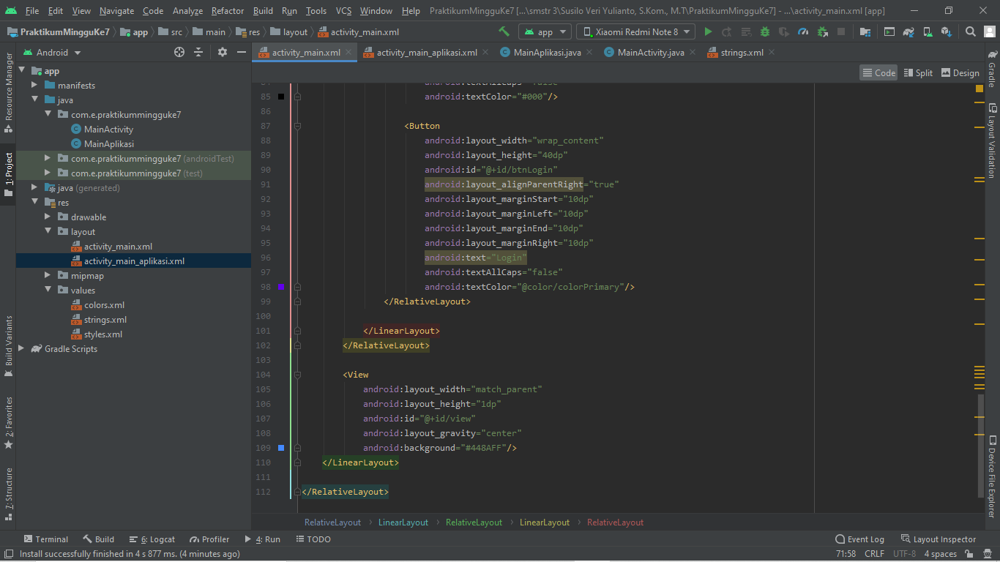 File Edit View Navigate Code Analyze Refactor Build Run Tools VCS Window Help PraktikumMingguKe7 [...\smstr 3\Susilo Veri Yulianto, S.Kom., M.T\PraktikumMingguKe7] - ...\activity_main.xml [app]
PraktikumMingguKe7 app src main res layout activity_main.xml app Xiaomi Redmi Note 8
Android
activity_main.xml activity_main_aplikasi.xml MainAplikasi.java MainActivity.java strings.xml
Code Split Design
app
manifests
java
com.e.praktikummingguke7
MainActivity
MainAplikasi
com.e.praktikummingguke7 (androidTest)
com.e.praktikummingguke7 (test)
java (generated)
res
drawable
layout
activity_main.xml
activity_main_aplikasi.xml
mipmap
values
colors.xml
strings.xml
styles.xml
Gradle Scripts
Resource Manager
1: Project
Build Variants
2: Favorites
7: Structure
84 android:textAllCaps="false"
85 android:textColor="#000"/>
86
87 <Button
88 android:layout_width="wrap_content"
89 android:layout_height="40dp"
90 android:id="@+id/btnLogin"
91 android:layout_alignParentRight="true"
92 android:layout_marginStart="10dp"
93 android:layout_marginLeft="10dp"
94 android:layout_marginEnd="10dp"
95 android:layout_marginRight="10dp"
96 android:text="Login"
97 android:textAllCaps="false"
98 android:textColor="@color/colorPrimary"/>
99 </RelativeLayout>
100
101 </LinearLayout>
102 </RelativeLayout>
103
104 <View
105 android:layout_width="match_parent"
106 android:layout_height="1dp"
107 android:id="@+id/view"
108 android:layout_gravity="center"
109 android:background="#448AFF"/>
110 </LinearLayout>
111
112 </RelativeLayout>
RelativeLayout › LinearLayout › RelativeLayout › LinearLayout › RelativeLayout
Gradle
Layout Validation
Device File Explorer
Terminal Build 6: Logcat Profiler 4: Run TODO Event Log Layout Inspector
Install successfully finished in 4 s 877 ms. (4 minutes ago) 71:58 CRLF UTF-8 4 spaces